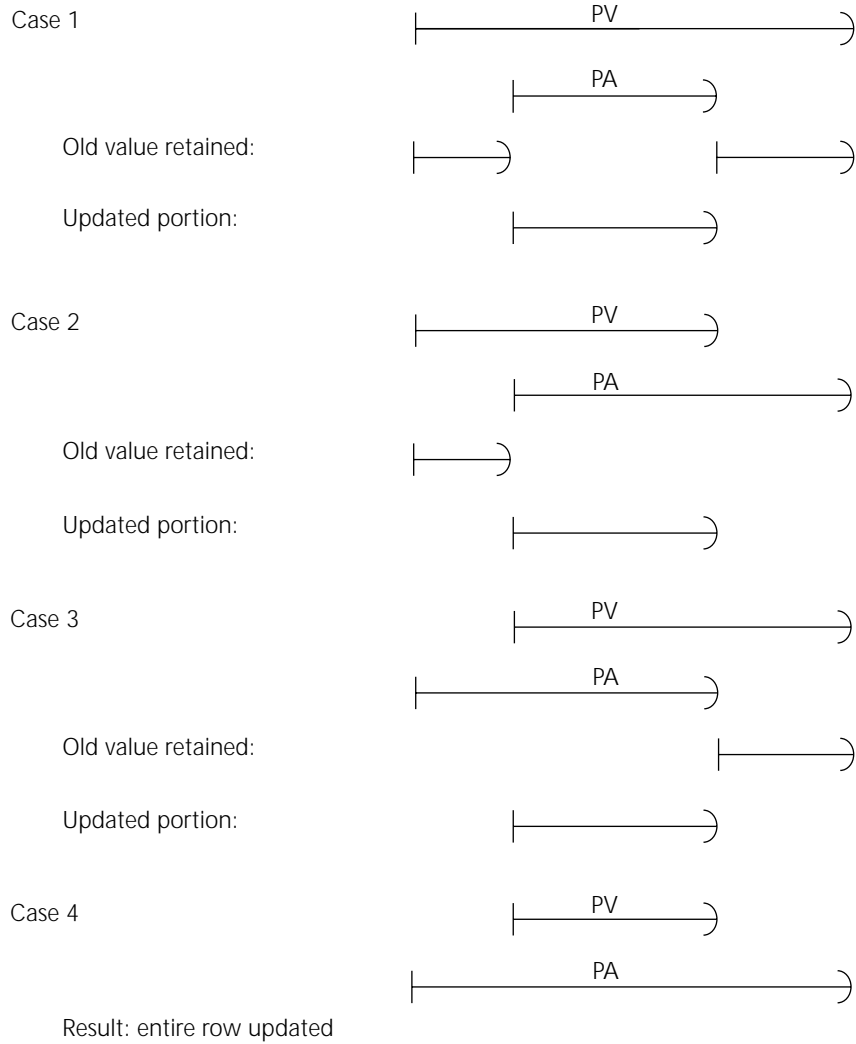 Case 1
PV
PA
Old value retained:
Updated portion:
Case 2
PV
PA
Old value retained:
Updated portion:
Case 3
PV
PA
Old value retained:
Updated portion:
Case 4
PV
PA
Result: entire row updated